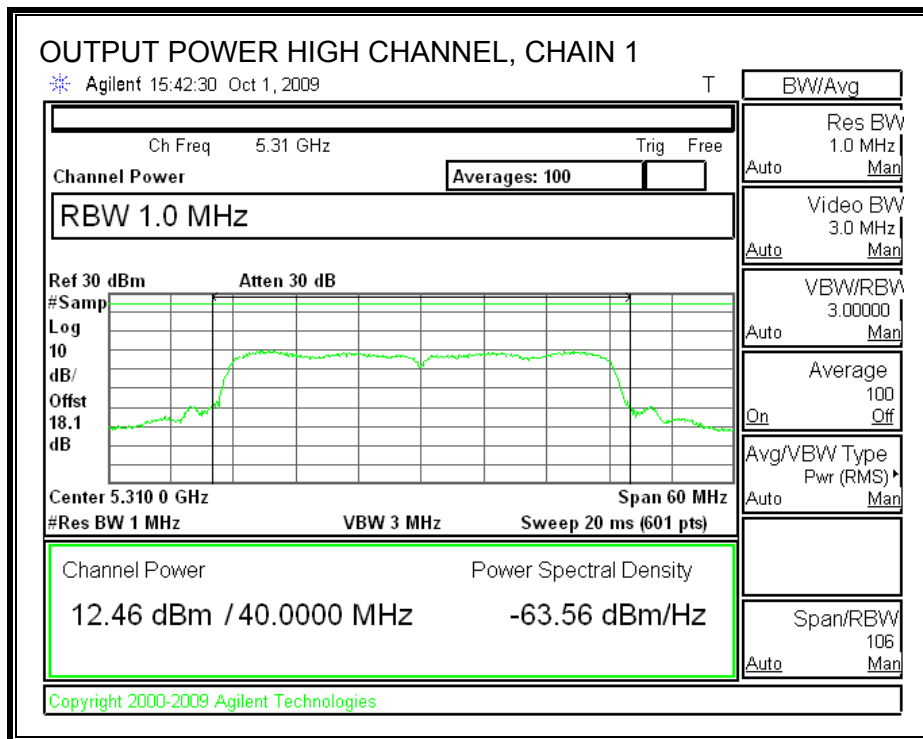 OUTPUT POWER HIGH CHANNEL, CHAIN 1
Agilent 15:42:30 Oct 1, 2009
T
Ch Freq 5.31 GHz Trig Free
Channel Power Averages: 100
RBW 1.0 MHz
Ref 30 dBm Atten 30 dB
#Samp
Log
10
dB/
Offst
18.1
dB
Center 5.310 0 GHz Span 60 MHz
#Res BW 1 MHz VBW 3 MHz Sweep 20 ms (601 pts)
Channel Power Power Spectral Density
12.46 dBm / 40.0000 MHz -63.56 dBm/Hz
Copyright 2000-2009 Agilent Technologies
BW/Avg
Res BW
1.0 MHz
Auto Man
Video BW
3.0 MHz
Auto Man
VBW/RBW
3.00000
Auto Man
Average
100
On Off
Avg/VBW Type
Pwr (RMS)
Auto Man
Span/RBW
106
Auto Man